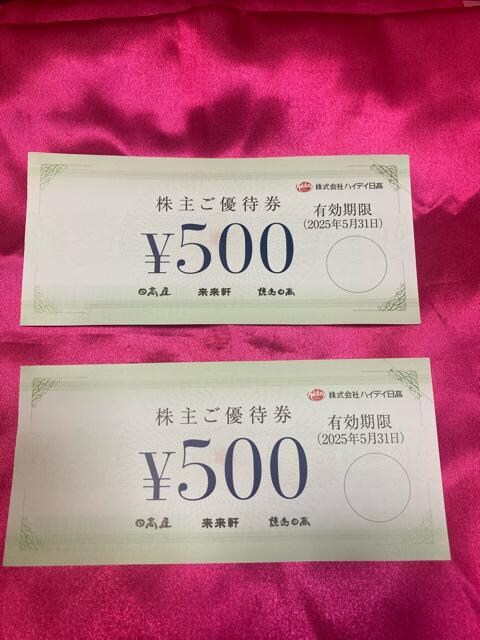 株式会社ハイデイ日高
株主ご優待券
有効期限
(2025年5月31日)
¥500
日高屋 来来軒 焼鳥日高
株式会社ハイデイ日高
株主ご優待券
有効期限
(2025年5月31日)
¥500
日高屋 来来軒 焼鳥日高